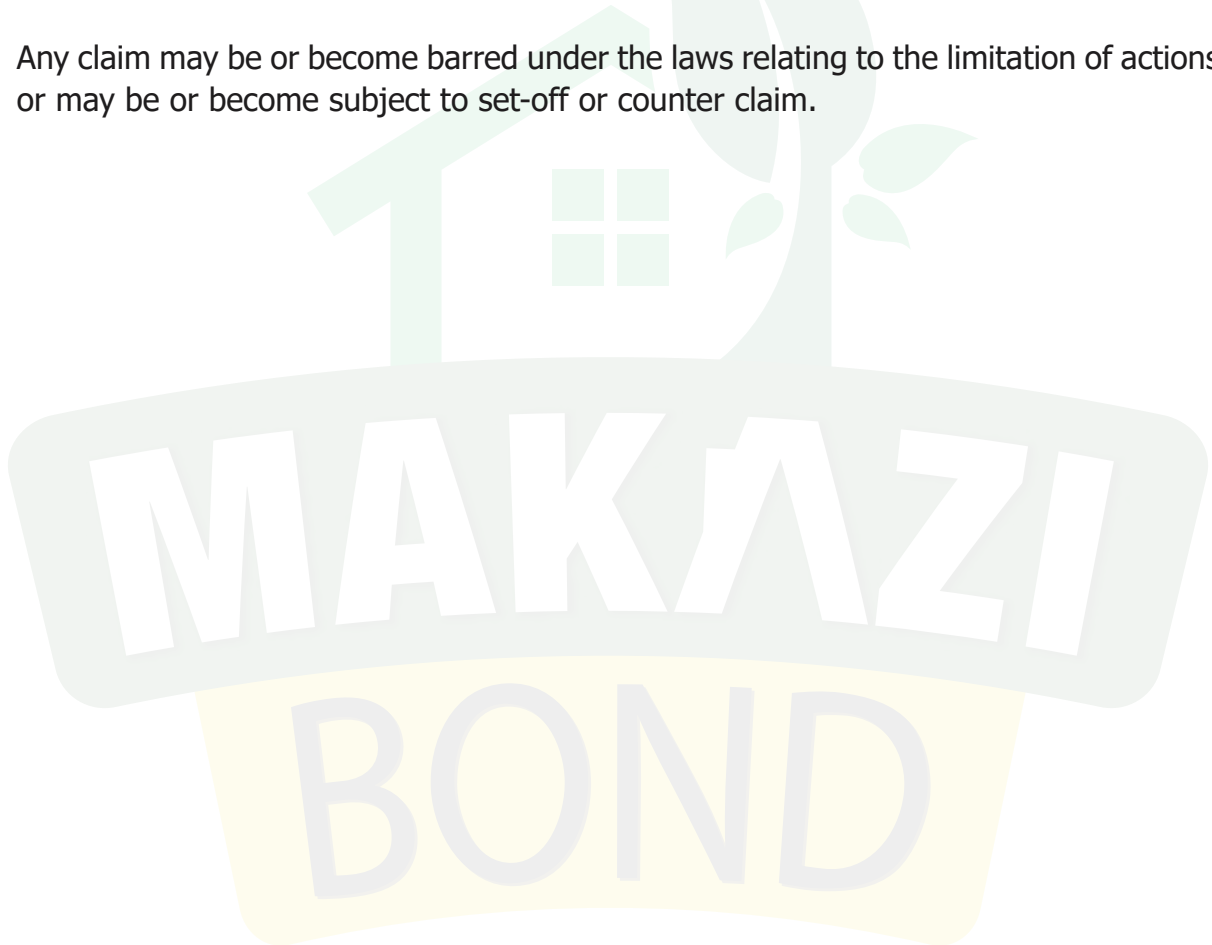 Any claim may be or become barred under the laws relating to the limitation of actions
or may be or become subject to set-off or counter claim.
MAKAZI
BOND